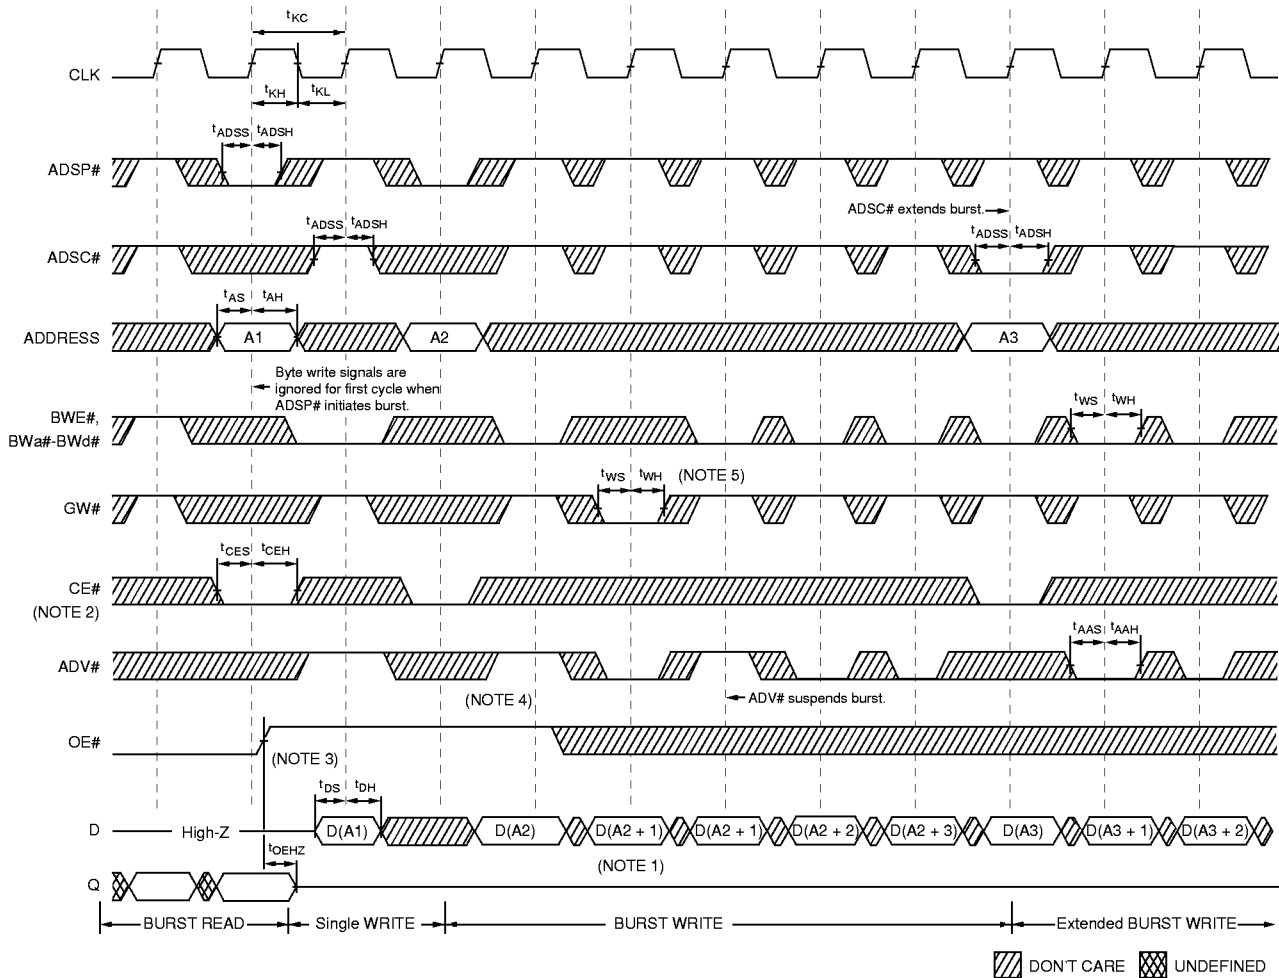 tKC
CLK
tKH
tKL
tADSS
tADSH
ADSP#
ADSC# extends burst.
tADSS
tADSH
tADSS
tADSH
ADSC#
tAS
tAH
ADDRESS
A1
A2
A3
Byte write signals are
ignored for first cycle when
ADSP# initiates burst.
BWE#,
BWa#-BWd#
tWS
tWH
tWS
tWH
(NOTE 5)
GW#
tCES
tCEH
CE#
(NOTE 2)
tAAS
tAAH
ADV#
(NOTE 4)
ADV# suspends burst.
OE#
(NOTE 3)
tDS
tDH
D
High-Z
D(A1)
D(A2)
D(A2 + 1)
D(A2 + 1)
D(A2 + 2)
D(A2 + 3)
D(A3)
D(A3 + 1)
D(A3 + 2)
tOEHZ
(NOTE 1)
Q
BURST READ
Single WRITE
BURST WRITE
Extended BURST WRITE
DON'T CARE
UNDEFINED